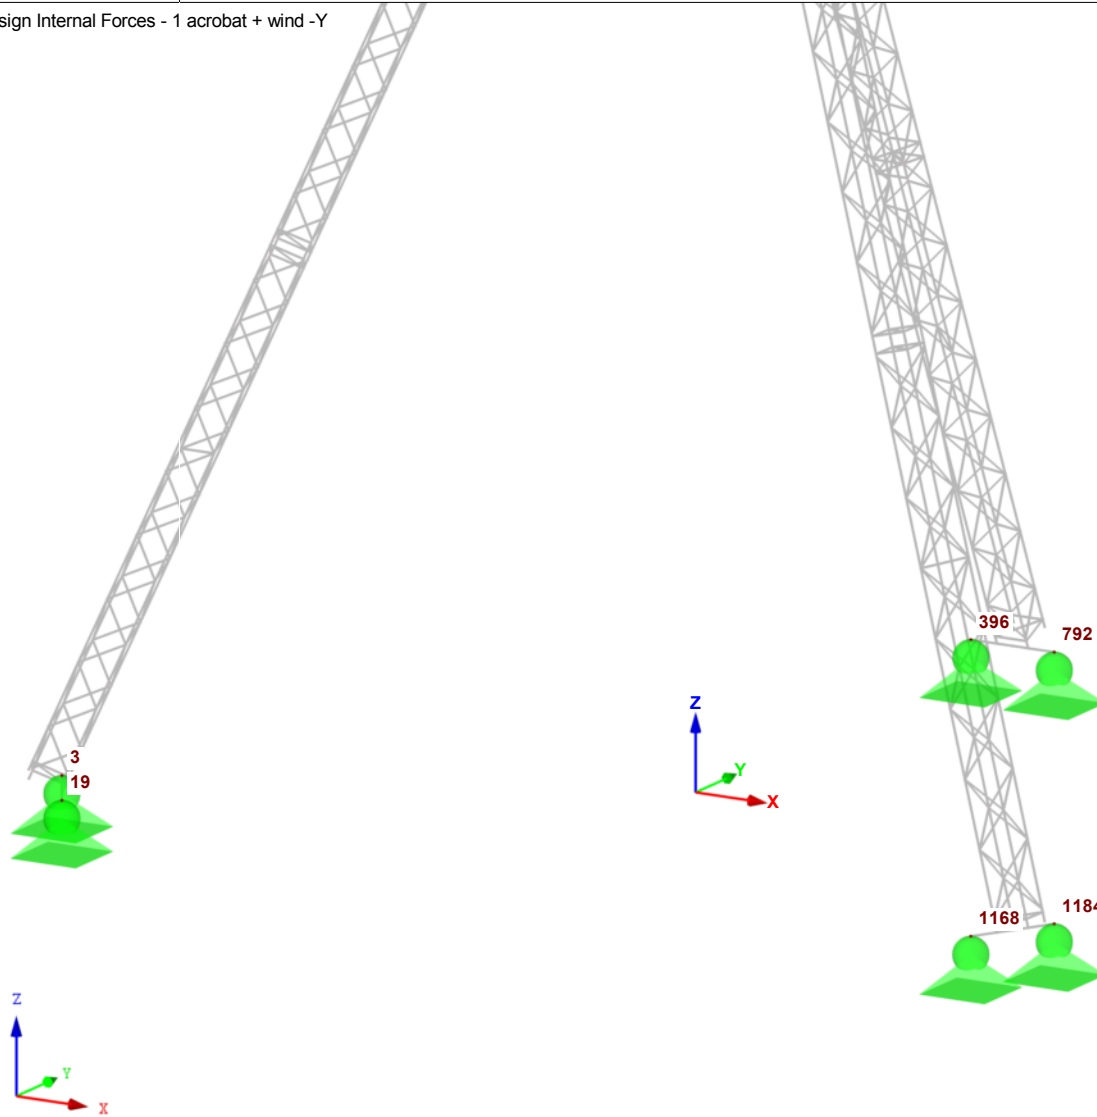 sign Internal Forces - 1 acrobat + wind -Y
396
792
Z
Y
X
3
19
1168
1184
Z
Y
X